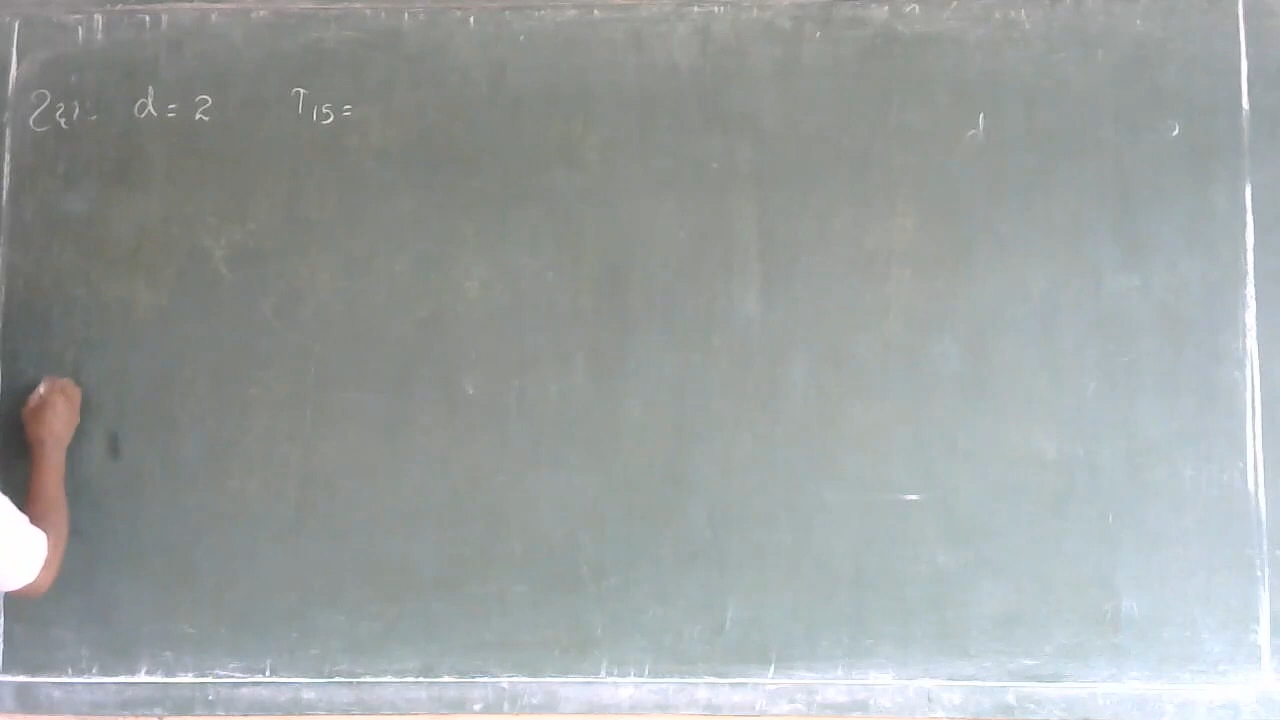 d = 2 T₁₅ =